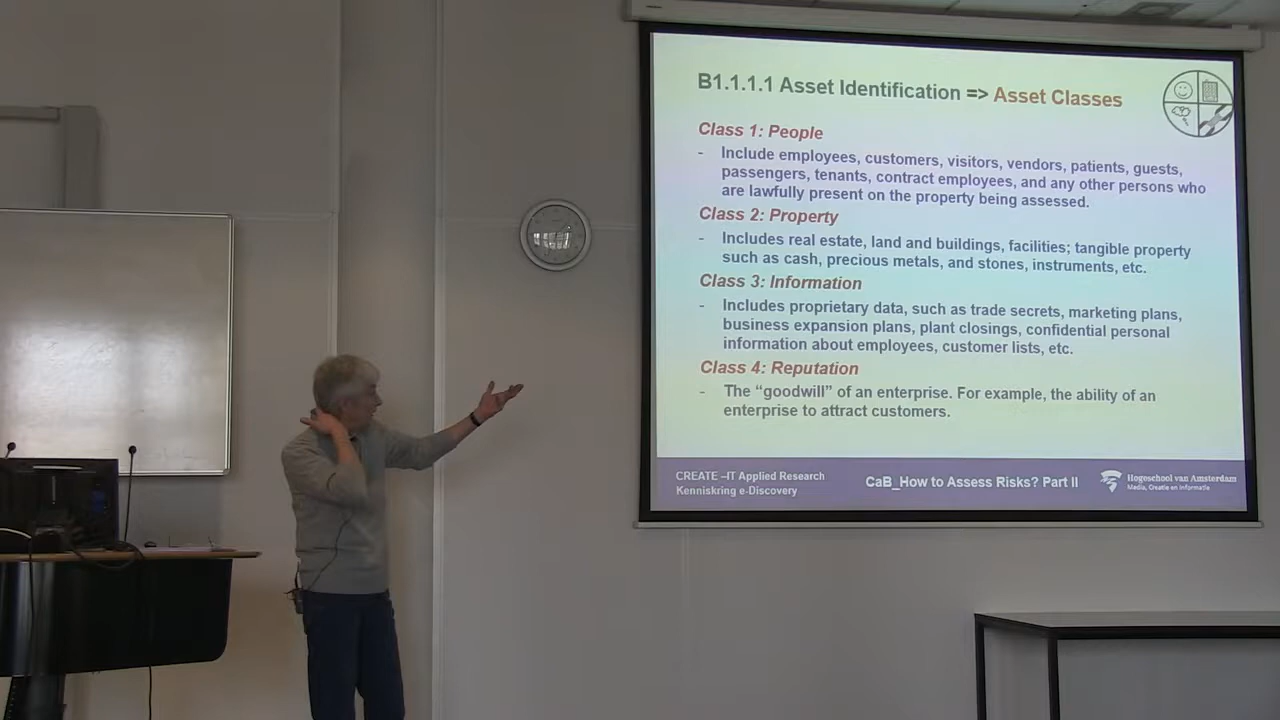 B1.1.1.1 Asset Identification => Asset Classes
Class 1: People
- Include employees, customers, visitors, vendors, patients, guests,
passengers, tenants, contract employees, and any other persons who
are lawfully present on the property being assessed.
Class 2: Property
- Includes real estate, land and buildings, facilities; tangible property
such as cash, precious metals, and stones, instruments, etc.
Class 3: Information
- Includes proprietary data, such as trade secrets, marketing plans,
business expansion plans, plant closings, confidential personal
information about employees, customer lists, etc.
Class 4: Reputation
- The “goodwill” of an enterprise. For example, the ability of an
enterprise to attract customers.
CREATE –IT Applied Research
Kenniskring e-Discovery
CaB_How to Assess Risks? Part II
Hogeschool van Amsterdam
Media, Creatie en Informatie